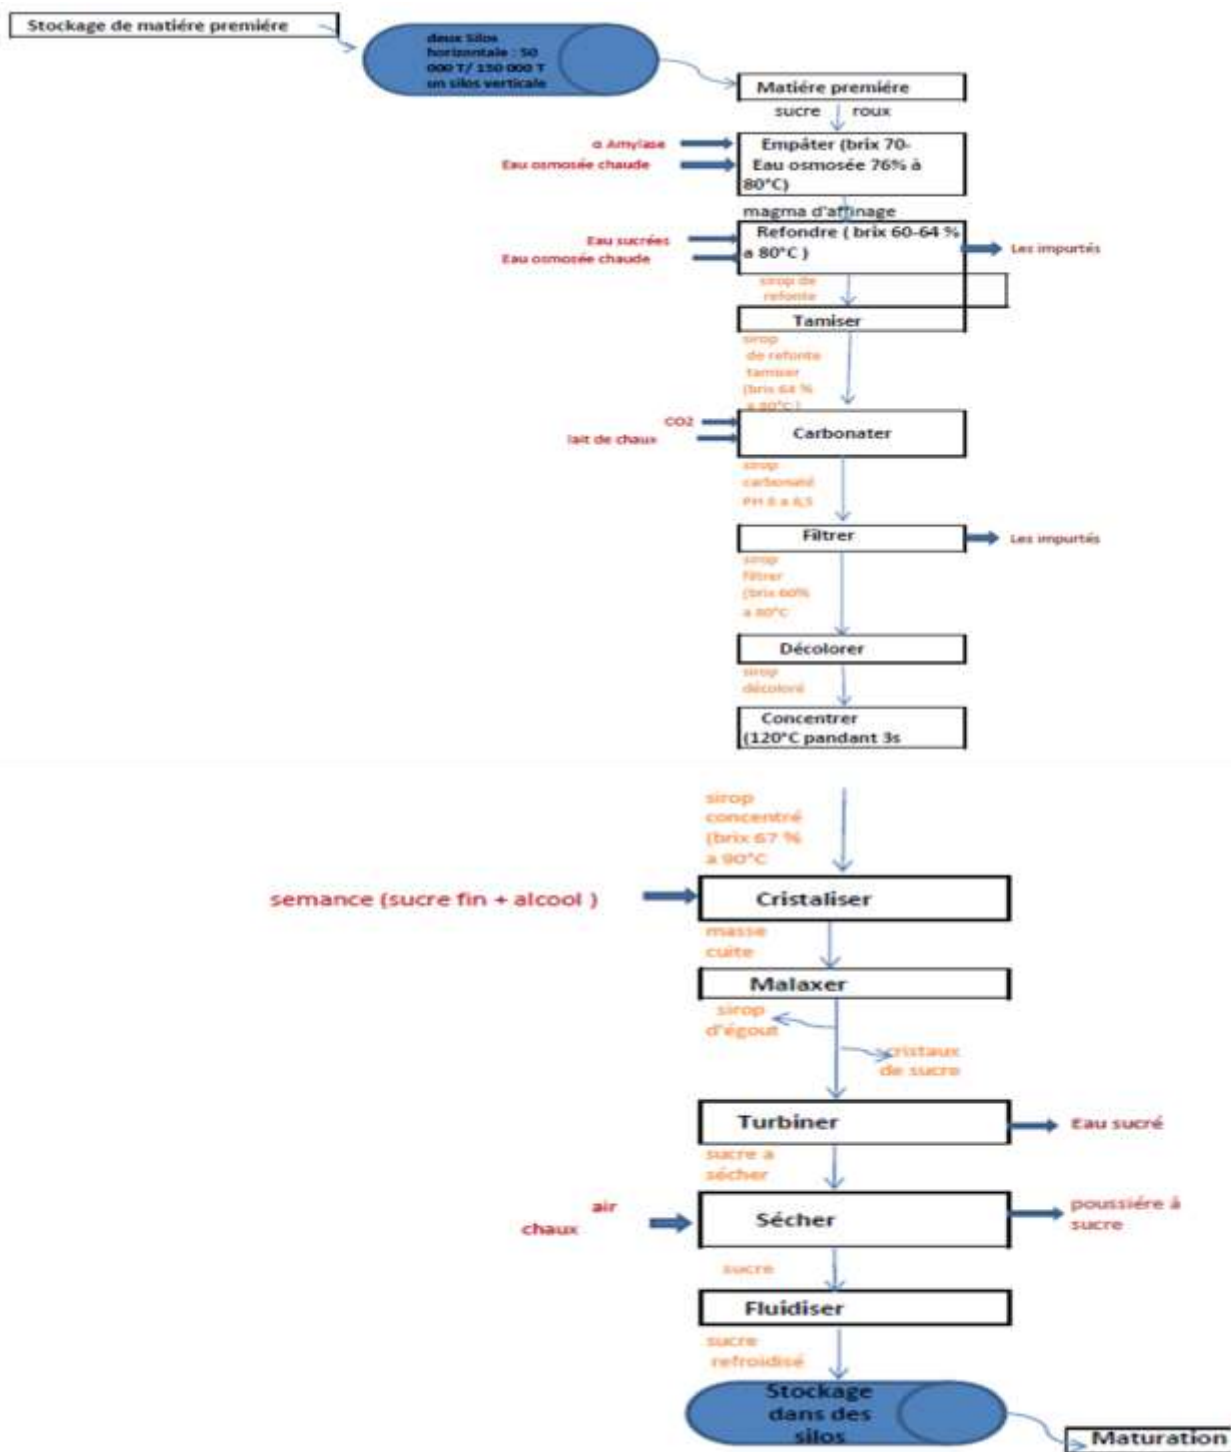 Stockage de matiére premiére
deux Silos
horizontale : 50
000 T/ 150 000 T
un silos verticale
Matiére premiére
sucre roux
α Amylase
Eau osmosée chaude
Empâter (brix 70-
Eau osmosée 76% à
80°C)
magma d'affinage
Eau sucrées
Eau osmosée chaude
Refondre ( brix 60-64 %
a 80°C )
Les impurtés
sirop de
refonte
Tamiser
sirop
de refonte
tamiser
(brix 64 %
a 80°C )
CO2
lait de chaux
Carbonater
sirop
carbonaté
PH 8 a 8,5
Filtrer
Les impurtés
sirop
filtrer
(brix 60%
a 80°C
Décolorer
sirop
décoloré
Concentrer
(120°C pandant 3s
sirop
concentré
(brix 67 %
a 90°C
semance (sucre fin + alcool )
Cristaliser
masse
cuite
Malaxer
sirop
d'égout
cristaux
de sucre
Turbiner
Eau sucré
sucre a
sécher
air
chaux
Sécher
poussiére à
sucre
sucre
Fluidiser
sucre
refroidisé
Stockage
dans des
silos
Maturation